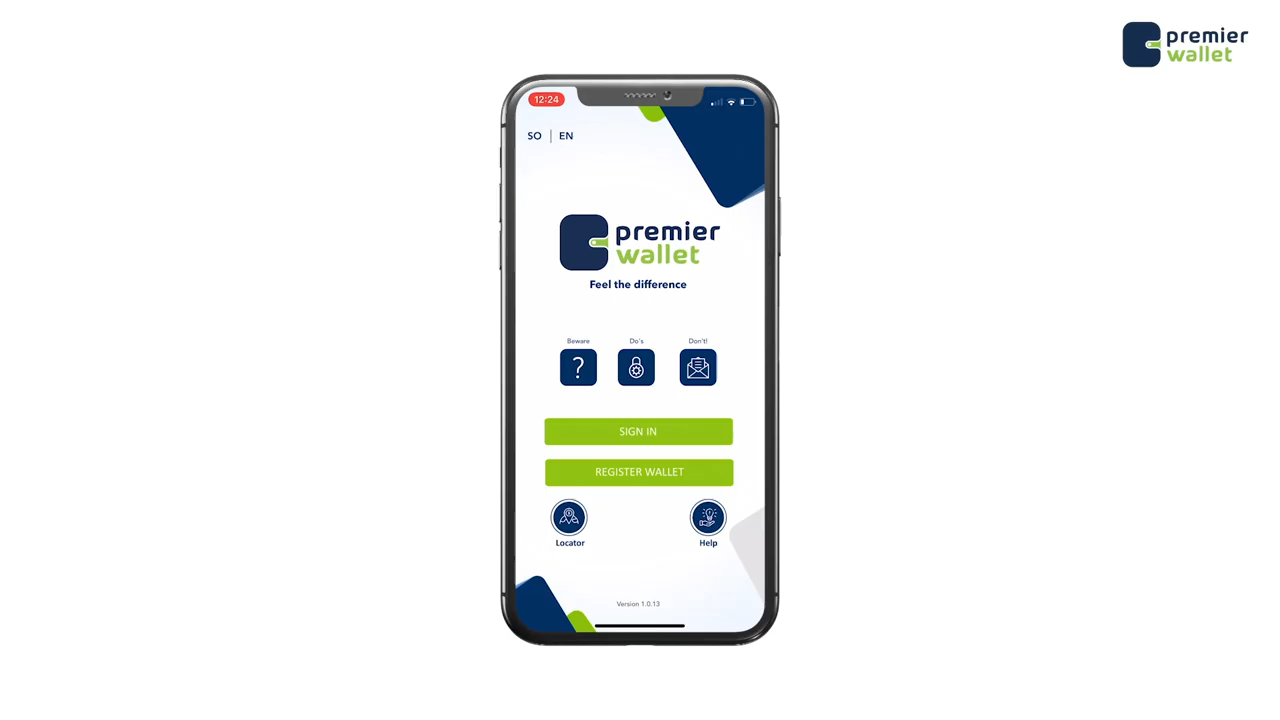 premier
wallet
12:24
SO | EN
premier
wallet
Feel the difference
Beware
Do's
Don't!
?
SIGN IN
REGISTER WALLET
Locator
Help
Version 1.0.13